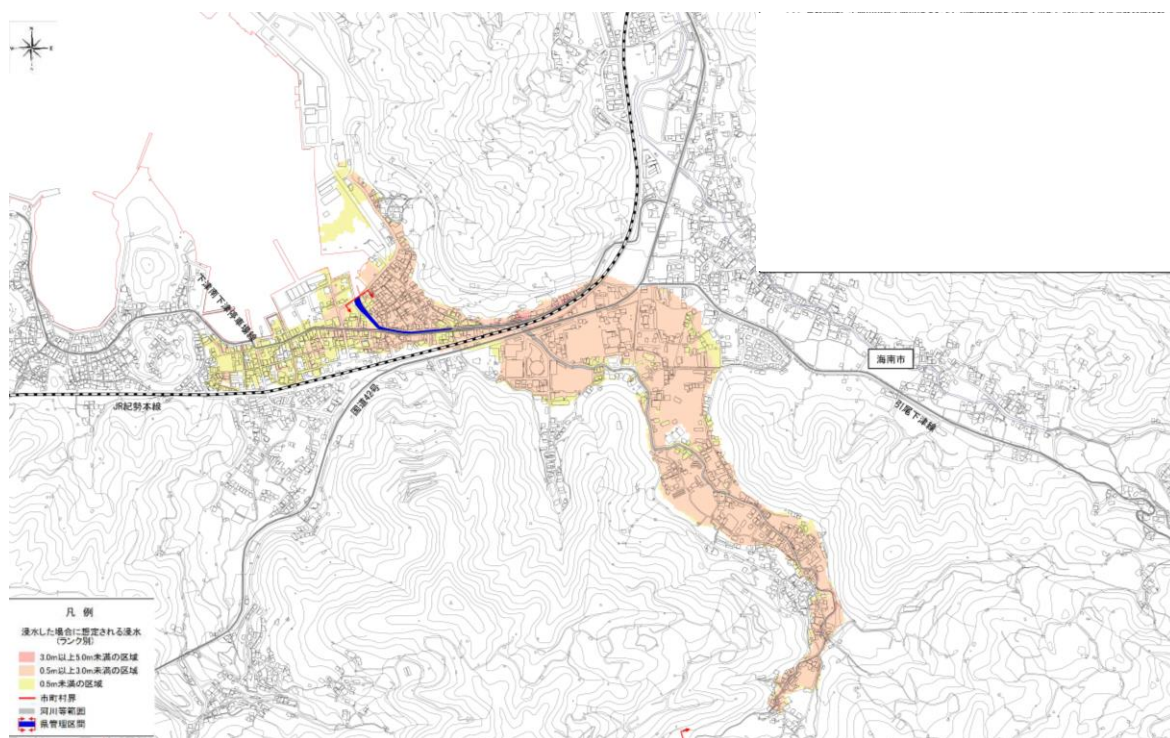 N
W
E
S
下津港下津停車場線
海南市
JR紀勢本線
国道42号
引尾下津線
凡 例
浸水した場合に想定される浸水
(ランク別)
3.0m以上5.0m未満の区域
0.5m以上3.0m未満の区域
0.5m未満の区域
市町村界
河川等範囲
県管理区間